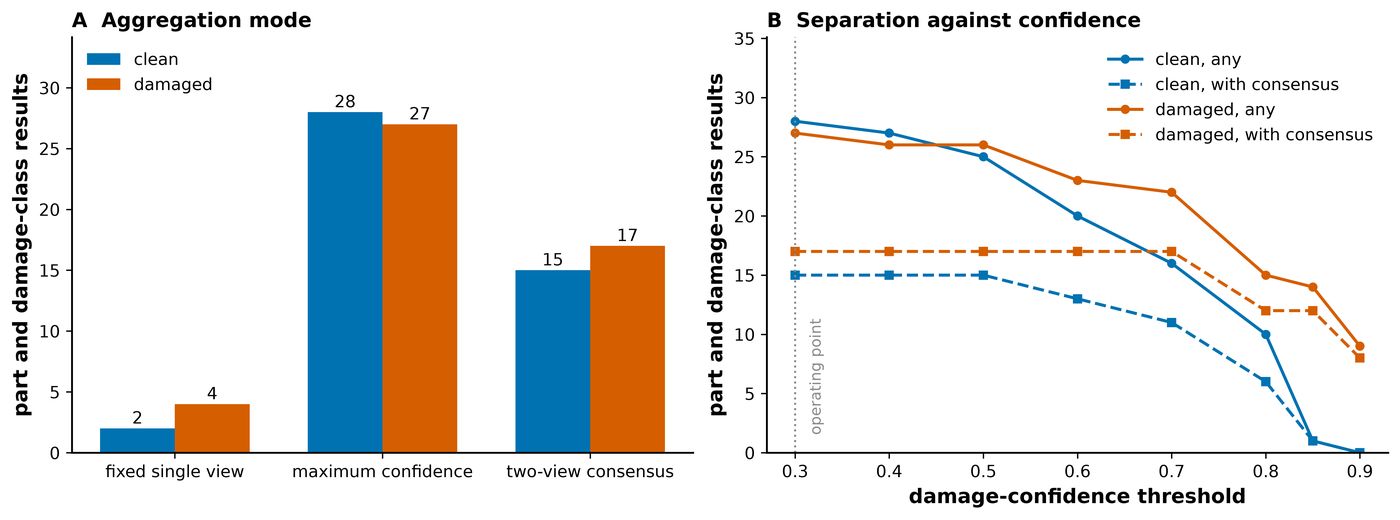 A Aggregation mode
part and damage-class results
30
25
20
15
10
5
0
clean
damaged
2
4
28
27
15
17
fixed single view
maximum confidence
two-view consensus
B Separation against confidence
part and damage-class results
35
30
25
20
15
10
5
0
clean, any
clean, with consensus
damaged, any
damaged, with consensus
operating point
0.3
0.4
0.5
0.6
0.7
0.8
0.9
damage-confidence threshold